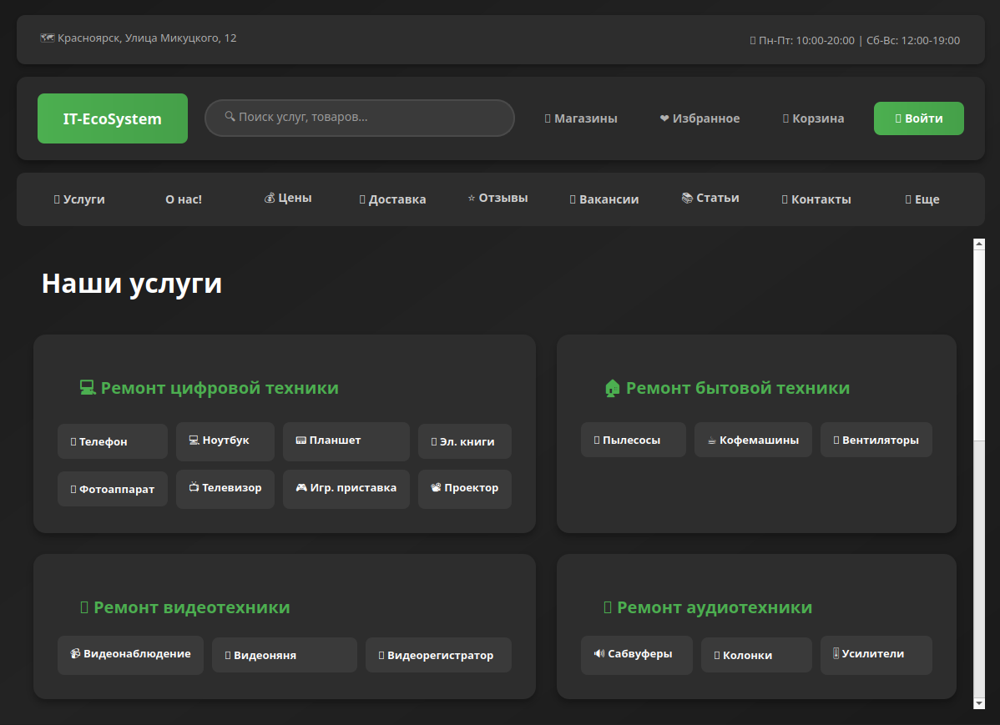 🗺 Красноярск, Улица Микуцкого, 12
Пн-Пт: 10:00-20:00 | Сб-Вс: 12:00-19:00
IT-EcoSystem
🔍 Поиск услуг, товаров...
Магазины
❤ Избранное
Корзина
Войти
Услуги
О нас!
💰 Цены
Доставка
⭐ Отзывы
Вакансии
📚 Статьи
Контакты
Еще
Наши услуги
💻 Ремонт цифровой техники
Телефон
💻 Ноутбук
📟 Планшет
Эл. книги
Фотоаппарат
📺 Телевизор
🎮 Игр. приставка
📽 Проектор
🏠 Ремонт бытовой техники
Пылесосы
☕ Кофемашины
Вентиляторы
Ремонт видеотехники
📹 Видеонаблюдение
Видеоняня
Видеорегистратор
Ремонт аудиотехники
🔊 Сабвуферы
Колонки
🎚 Усилители